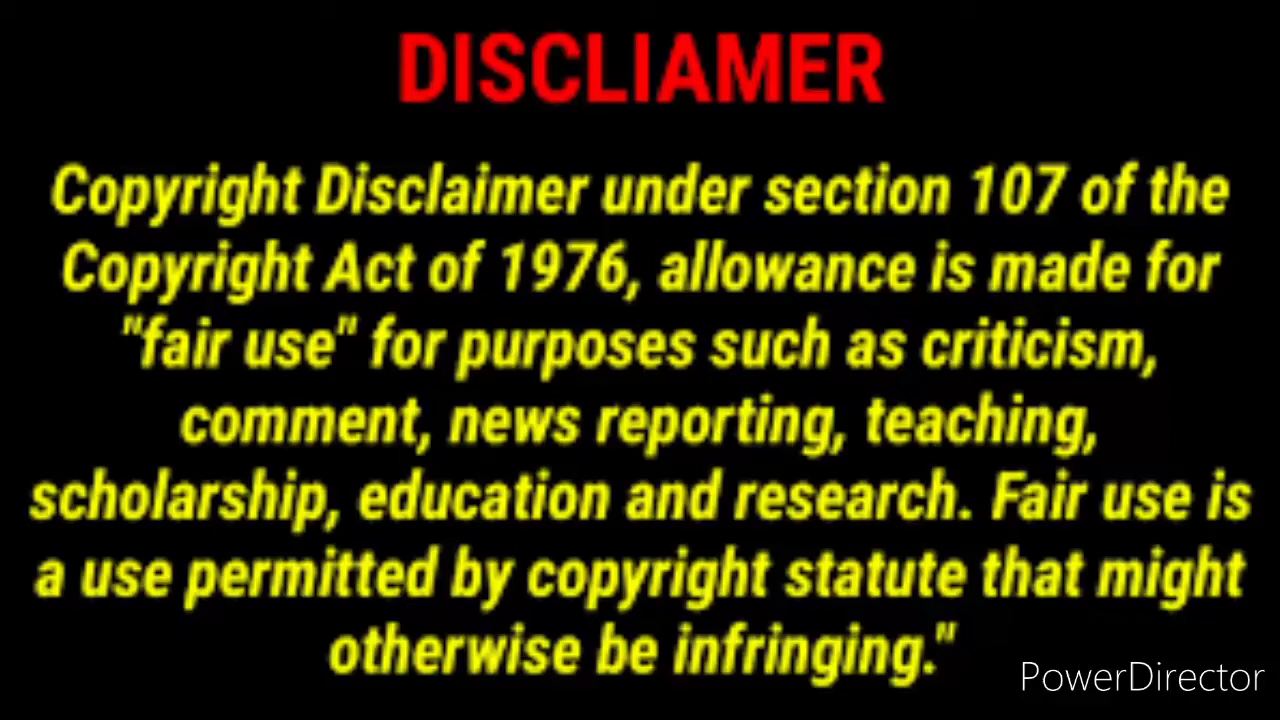 DISCLIAMER
Copyright Disclaimer under section 107 of the
Copyright Act of 1976, allowance is made for
"fair use" for purposes such as criticism,
comment, news reporting, teaching,
scholarship, education and research. Fair use is
a use permitted by copyright statute that might
otherwise be infringing."
PowerDirector